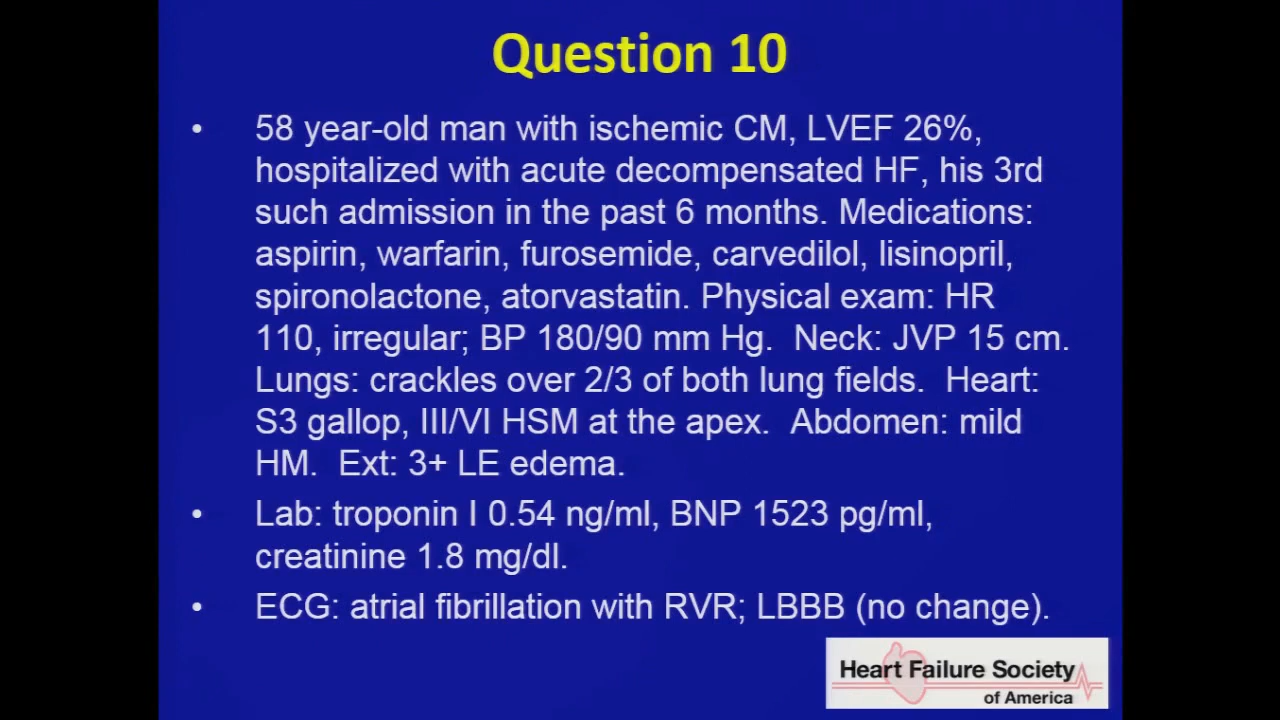 Question 10
• 58 year-old man with ischemic CM, LVEF 26%,
hospitalized with acute decompensated HF, his 3rd
such admission in the past 6 months. Medications:
aspirin, warfarin, furosemide, carvedilol, lisinopril,
spironolactone, atorvastatin. Physical exam: HR
110, irregular; BP 180/90 mm Hg. Neck: JVP 15 cm.
Lungs: crackles over 2/3 of both lung fields. Heart:
S3 gallop, III/VI HSM at the apex. Abdomen: mild
HM. Ext: 3+ LE edema.
• Lab: troponin I 0.54 ng/ml, BNP 1523 pg/ml,
creatinine 1.8 mg/dl.
• ECG: atrial fibrillation with RVR; LBBB (no change).
Heart Failure Society
of America